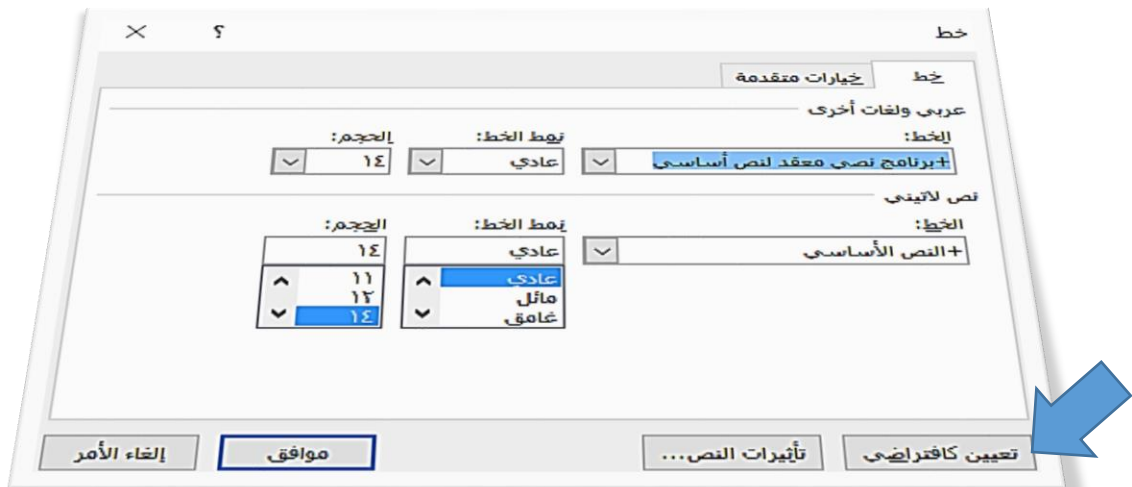 خط ؟ ×
خط خيارات متقدمة
عربي ولغات أخرى
الخط: نمط الخط: الحجم:
+برنامج نصي معقد لنص أساسي عادي ١٤
نص لاتيني
الخط: نمط الخط: الحجم:
+النص الأساسي عادي ١٤
عادي ١١
مائل ١٢
غامق ١٤
تعيين كافتراضي تأثيرات النص... موافق إلغاء الأمر